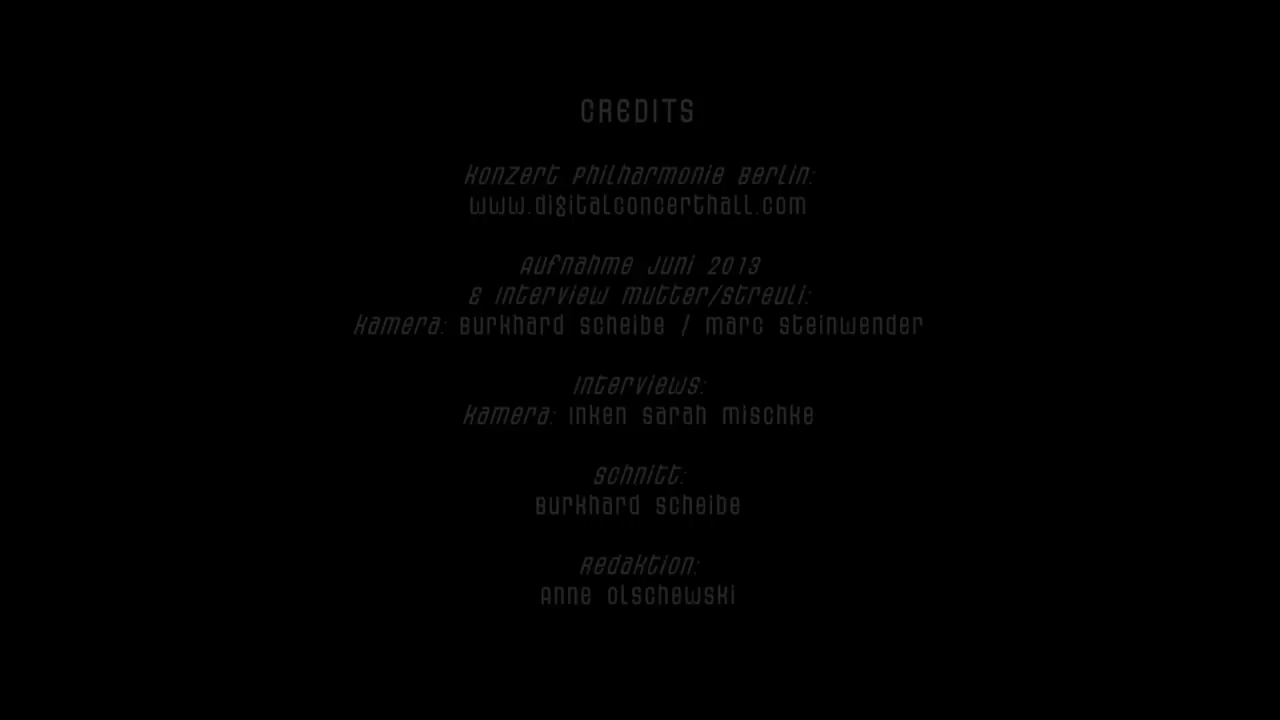 CREDITS
Konzert Philharmonie Berlin:
www.digitalconcerthall.com
Aufnahme Juni 2013
& Interview Mutter/Streuli:
Kamera: Burkhard Scheibe / Marc Steinwender
Interviews:
Kamera: Inken Sarah Mischke
Schnitt:
Burkhard Scheibe
Redaktion:
Anne Olschewski